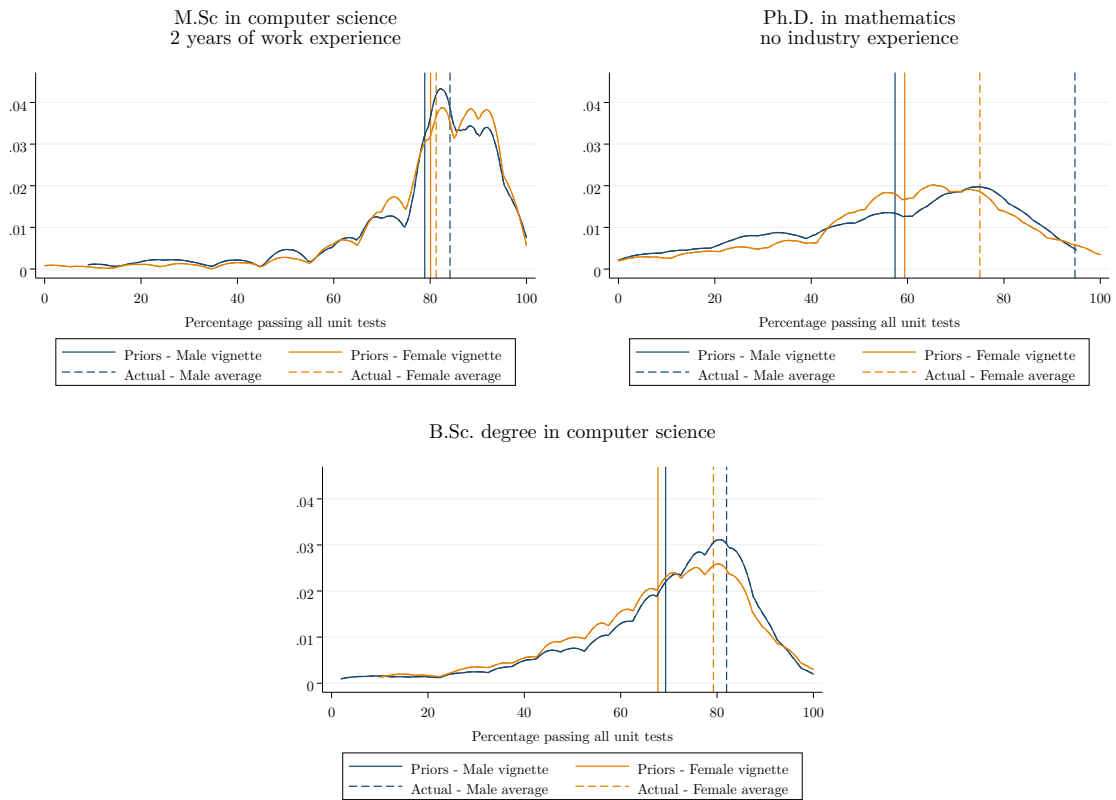 M.Sc in computer science
2 years of work experience
.04
.03
.02
.01
0
0 20 40 60 80 100
Percentage passing all unit tests
Priors - Male vignette Priors - Female vignette
Actual - Male average Actual - Female average
Ph.D. in mathematics
no industry experience
.04
.03
.02
.01
0
0 20 40 60 80 100
Percentage passing all unit tests
Priors - Male vignette Priors - Female vignette
Actual - Male average Actual - Female average
B.Sc. degree in computer science
.04
.03
.02
.01
0
0 20 40 60 80 100
Percentage passing all unit tests
Priors - Male vignette Priors - Female vignette
Actual - Male average Actual - Female average